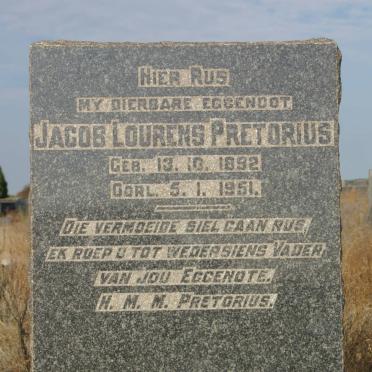 HIER RUS
MY DIERBARE EGGENOOT
JACOB LOURENS PRETORIUS
GEB. 13.10.1892
OORL. 5.1.1951.
DIE VERMOEIDE SIEL GAAN RUS,
EK ROEP U TOT WEDERSIENS VADER
VAN JOU EGGENOTE.
H. M. M. PRETORIUS.